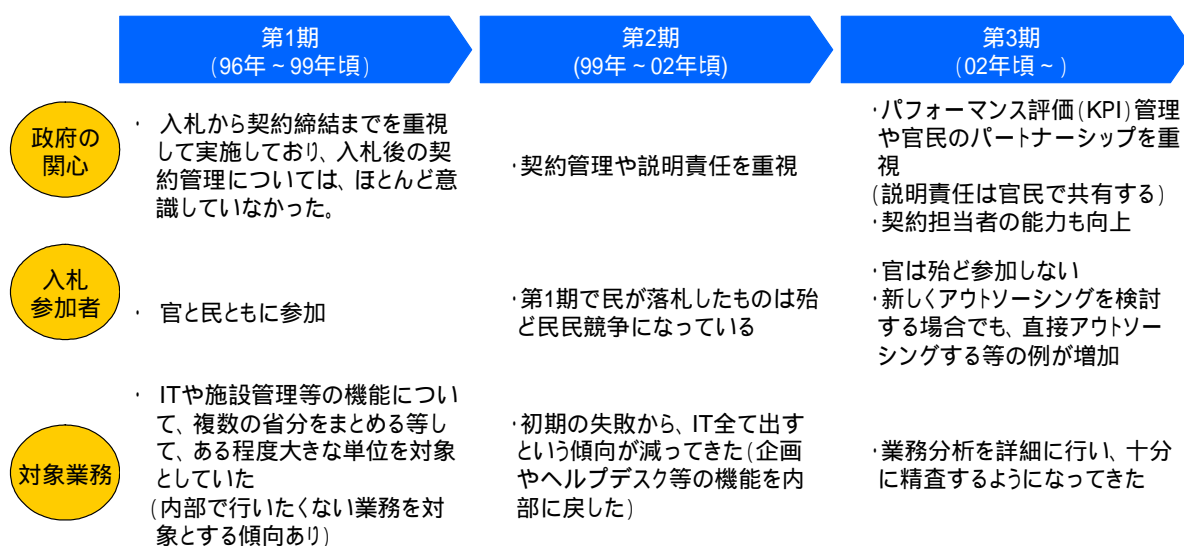 第1期
(96年~99年頃)
第2期
(99年~02年頃)
第3期
(02年頃~)
政府の
関心
・ 入札から契約締結までを重視
して実施しており、入札後の契
約管理については、ほとんど意
識していなかった。
・契約管理や説明責任を重視
・パフォーマンス評価(KPI)管理
や官民のパートナーシップを重
視
(説明責任は官民で共有する)
・契約担当者の能力も向上
入札
参加者
・ 官と民ともに参加
・第1期で民が落札したものは殆
ど民民競争になっている
・官は殆ど参加しない
・新しくアウトソーシングを検討
する場合でも、直接アウトソー
シングする等の例が増加
対象業務
・ ITや施設管理等の機能につい
て、複数の省分をまとめる等し
て、ある程度大きな単位を対象
としていた
(内部で行いたくない業務を対
象とする傾向あり)
・初期の失敗から、IT全て出す
という傾向が減ってきた(企画
やヘルプデスク等の機能を内
部に戻した)
・業務分析を詳細に行い、十分
に精査するようになってきた